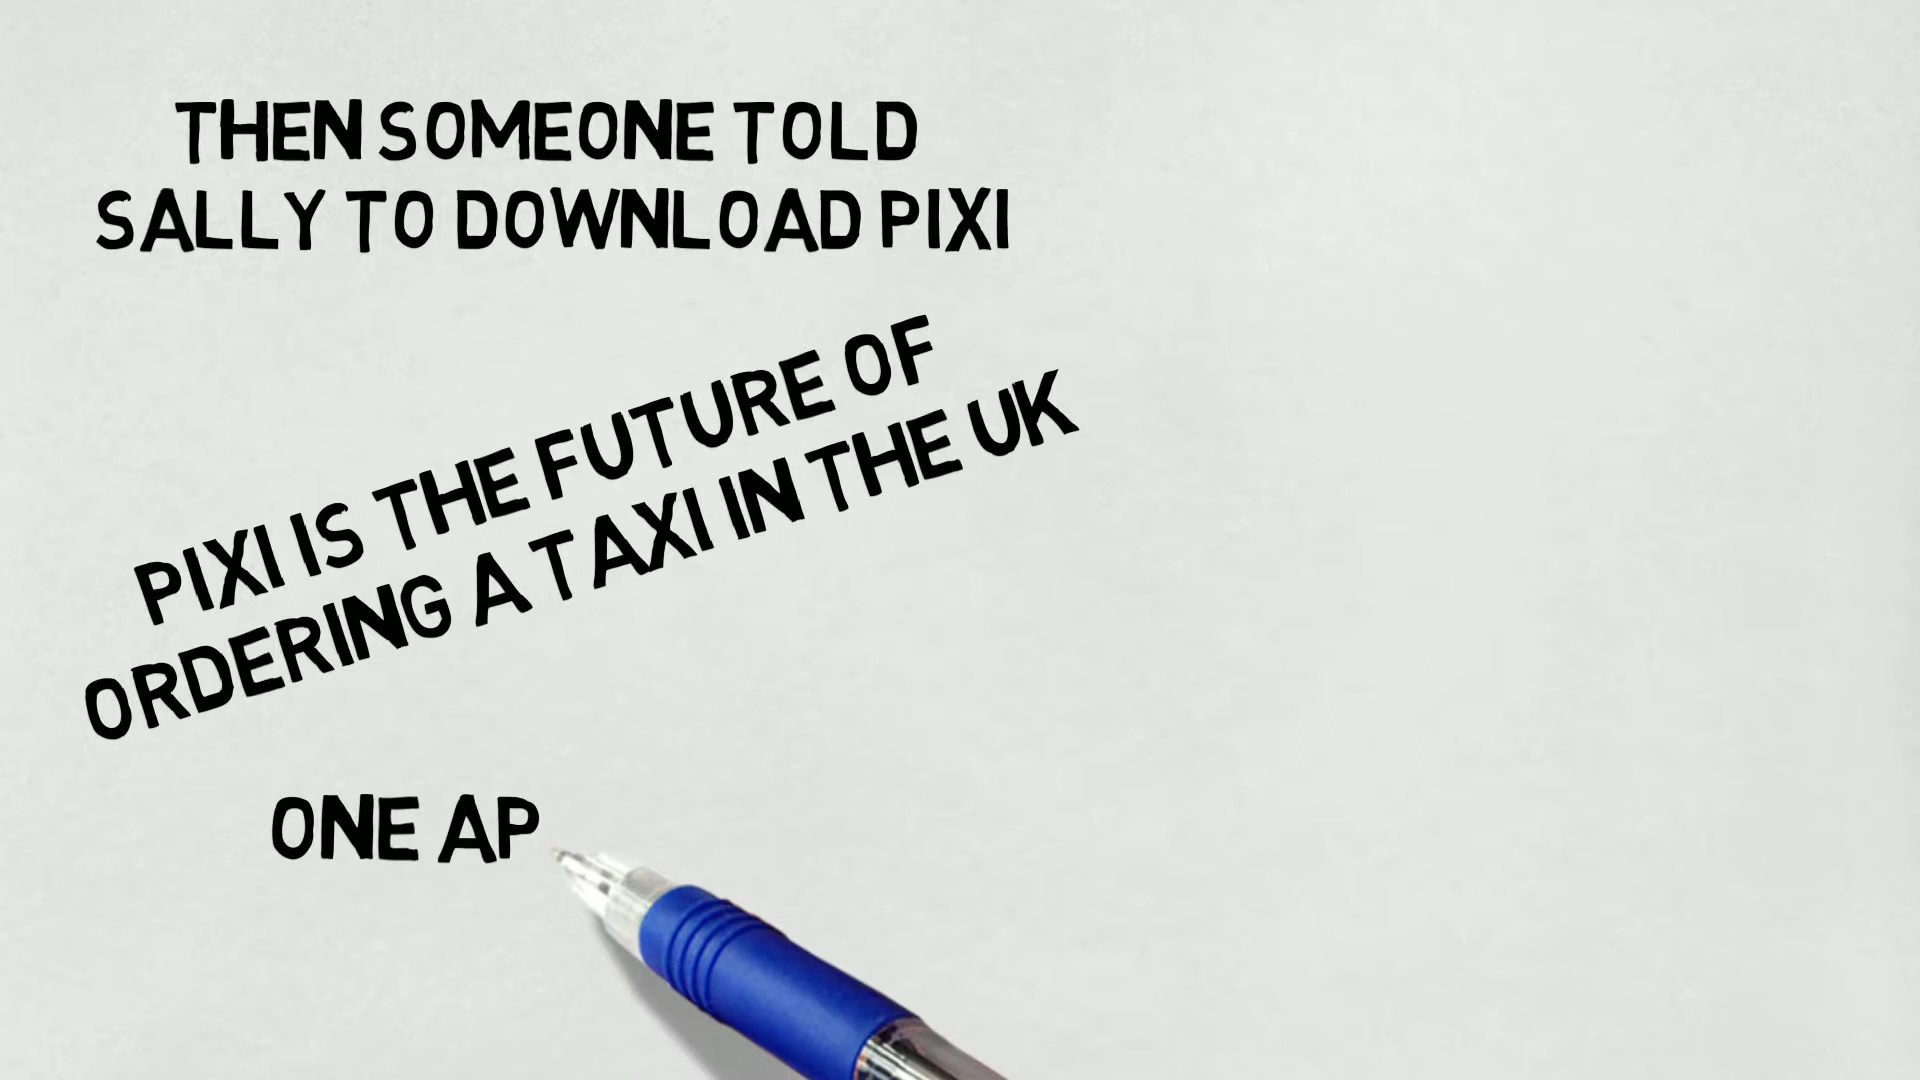 THEN SOMEONE TOLD
SALLY TO DOWNLOAD PIXI
PIXI IS THE FUTURE OF
ORDERING A TAXI IN THE UK
ONE AP